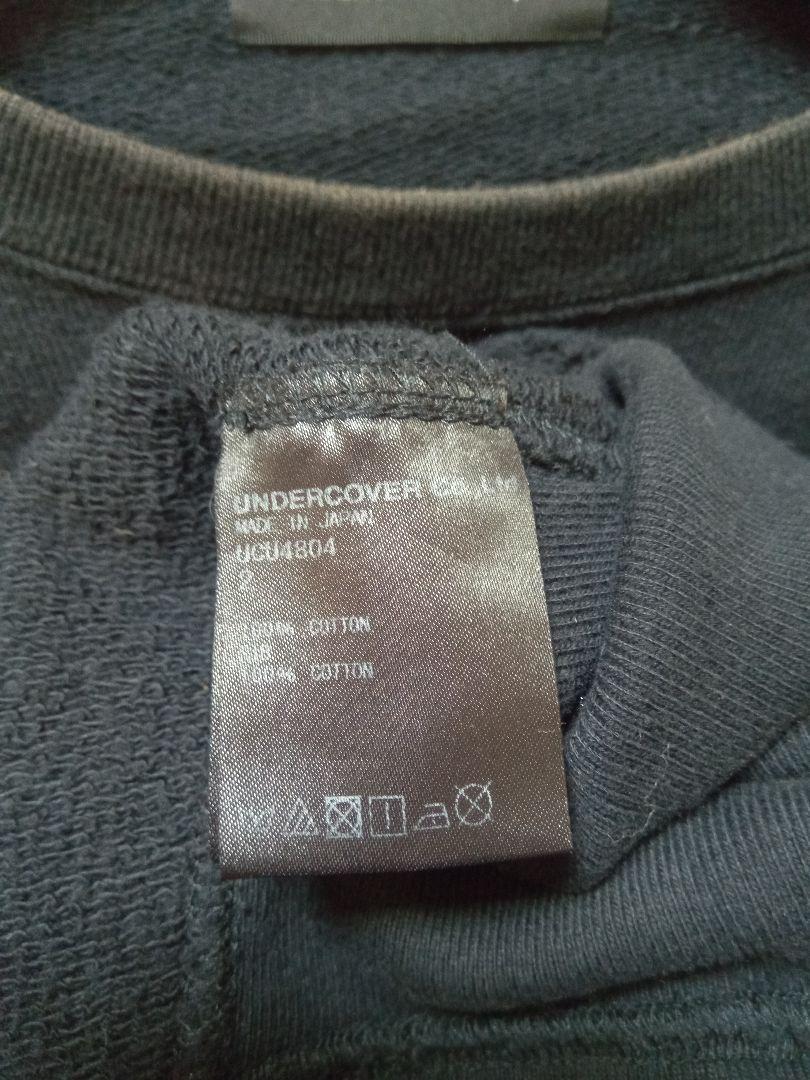 UNDERCOVER CO.,Ltd
MADE IN JAPAN
UCU4804
2
100% COTTON
RIB
100% COTTON